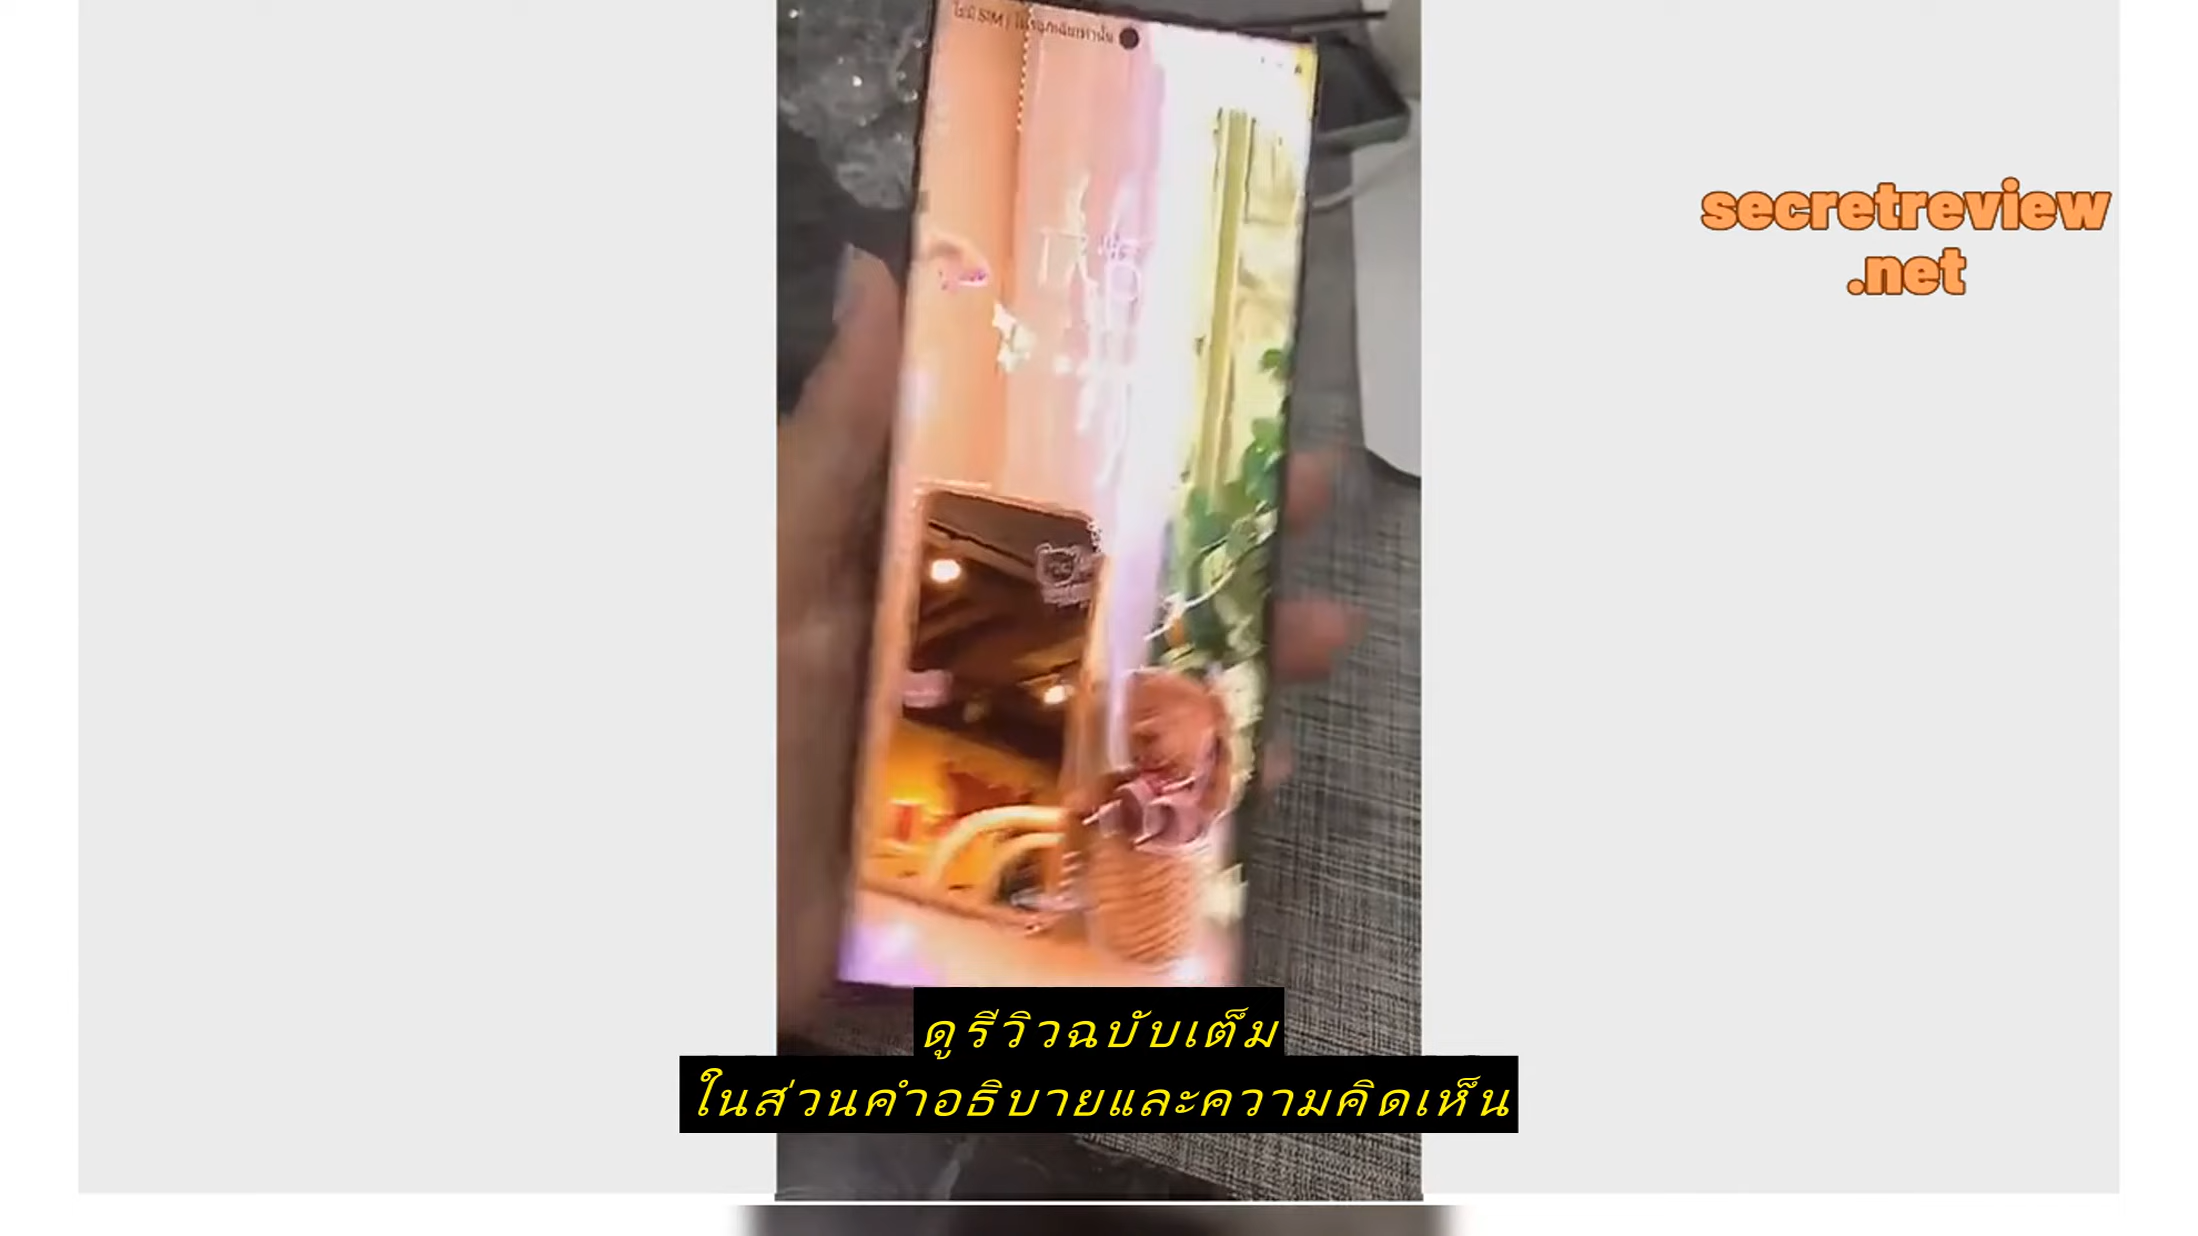 secretreview
.net
ดูรีวิวฉบับเต็ม
ในส่วนคำอธิบายและความคิดเห็น